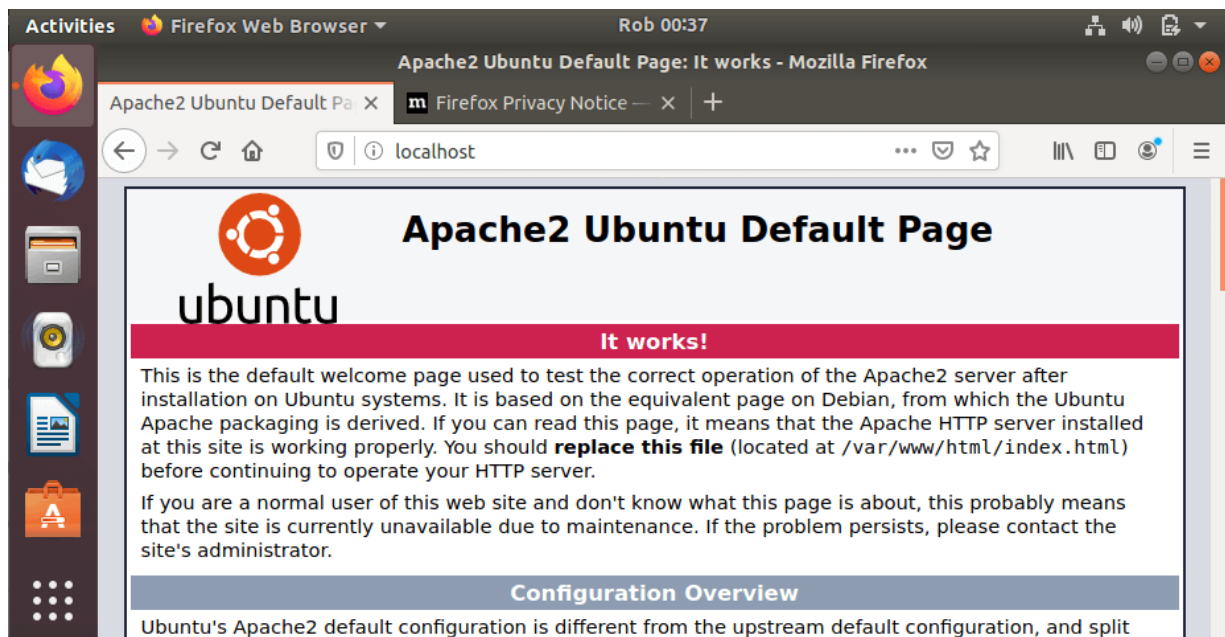 Activities Firefox Web Browser Rob 00:37
Apache2 Ubuntu Default Page: It works - Mozilla Firefox
Apache2 Ubuntu Default Pa Firefox Privacy Notice —
localhost
ubuntu
Apache2 Ubuntu Default Page
It works!
This is the default welcome page used to test the correct operation of the Apache2 server after
installation on Ubuntu systems. It is based on the equivalent page on Debian, from which the Ubuntu
Apache packaging is derived. If you can read this page, it means that the Apache HTTP server installed
at this site is working properly. You should replace this file (located at /var/www/html/index.html)
before continuing to operate your HTTP server.
If you are a normal user of this web site and don't know what this page is about, this probably means
that the site is currently unavailable due to maintenance. If the problem persists, please contact the
site's administrator.
Configuration Overview
Ubuntu's Apache2 default configuration is different from the upstream default configuration, and split